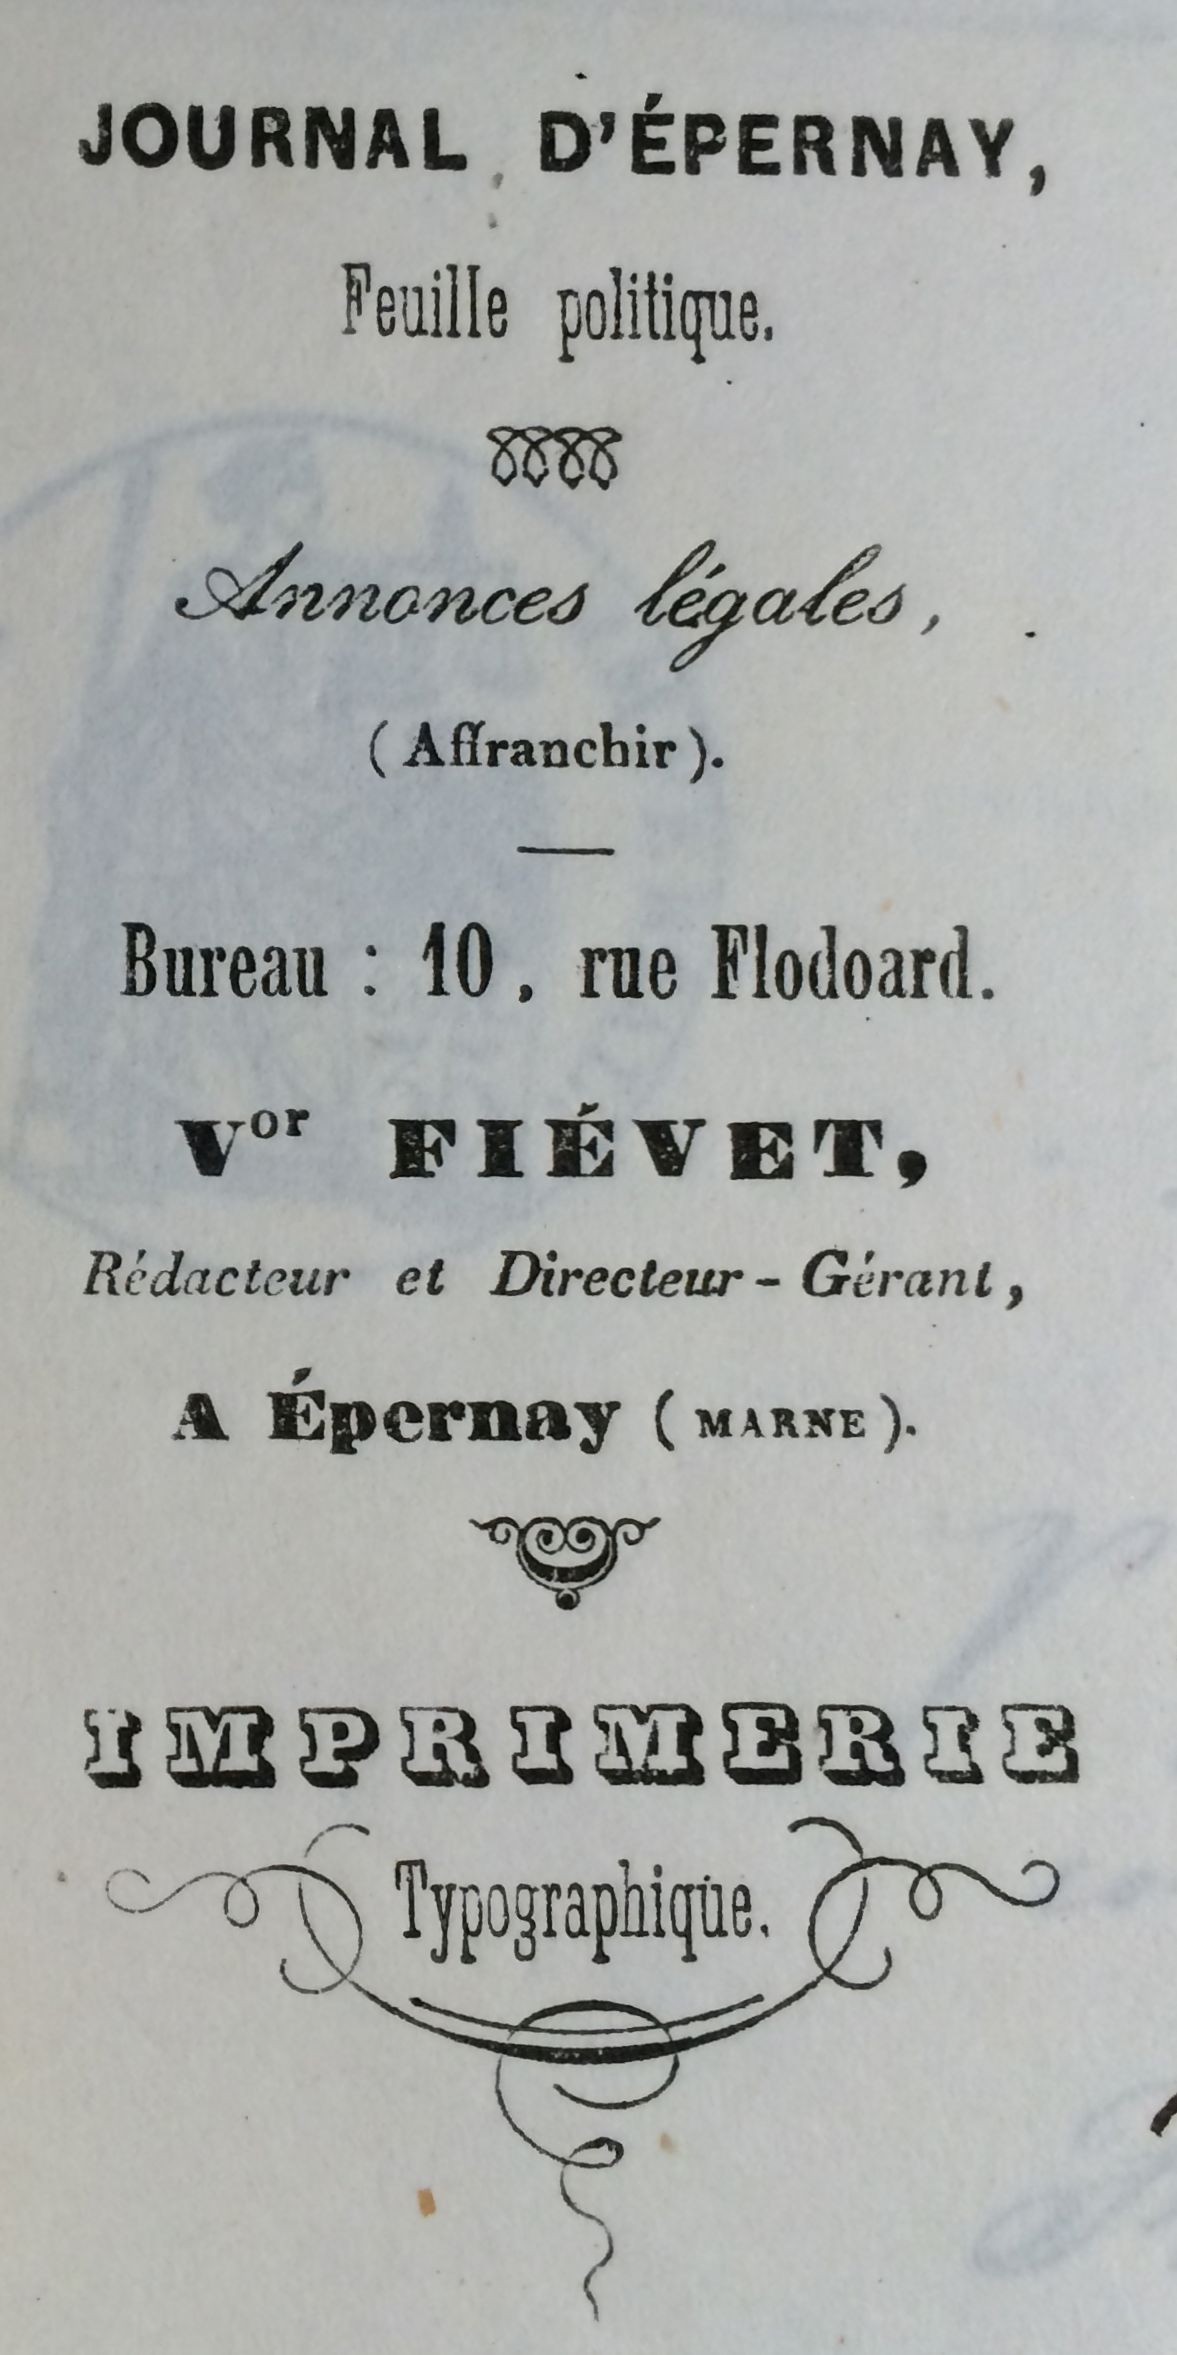 JOURNAL D'ÉPERNAY,
Feuille politique.
Annonces légales,
(Affranchir).
Bureau : 10, rue Flodoard.
Vor FIÉVET,
Rédacteur et Directeur-Gérant,
A Épernay (MARNE).
IMPRIMERIE
Typographique.